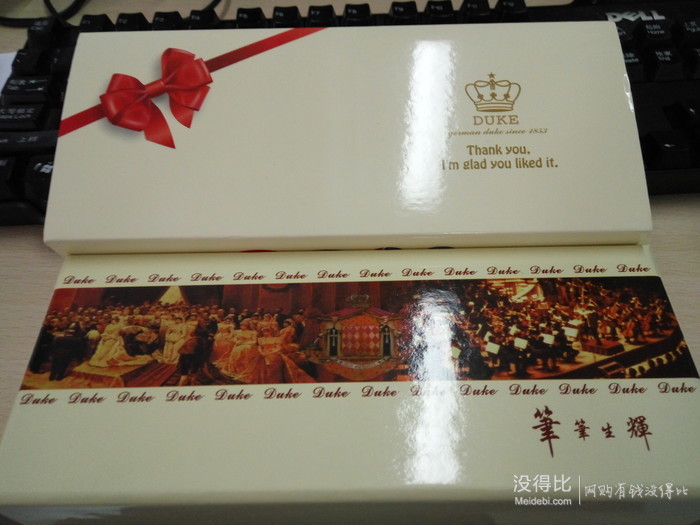 DELL
DUKE
german duke since 1853
Thank you.
I'm glad you liked it.
Duke Duke Duke Duke Duke Duke Duke Duke Duke Duke Duke Duke Duke Duke
Duke Duke Duke Duke Duke Duke Duke Duke Duke Duke Duke Duke Duke Duke
筆筆生輝
没得比 网购有钱没得比
Meidebi.com